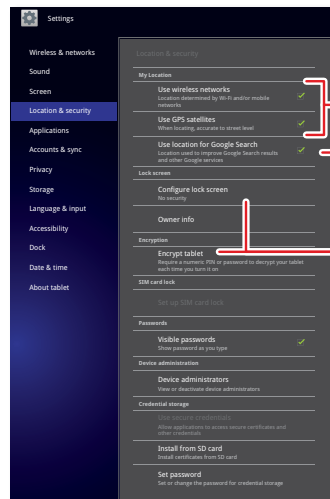 Settings
Wireless & networks
Sound
Screen
Location & security
Applications
Accounts & sync
Privacy
Storage
Language & input
Accessibility
Dock
Date & time
About tablet
Location & security
My Location
Use wireless networks
Location determined by Wi-Fi and/or mobile
networks
Use GPS satellites
When locating, accurate to street level
Use location for Google Search
Location used to improve Google Search results
and other Google services
Lock screen
Configure lock screen
No security
Owner info
Encryption
Encrypt tablet
Require a numeric PIN or password to decrypt your tablet
each time you turn it on
SIM card lock
Set up SIM card lock
Passwords
Visible passwords
Show password as you type
Device administration
Device administrators
View or deactivate device administrators
Credential storage
Use secure credentials
Allow applications to access secure certificates and
other credentials
Install from SD card
Install certificates from SD card
Set password
Set or change the password for credential storage